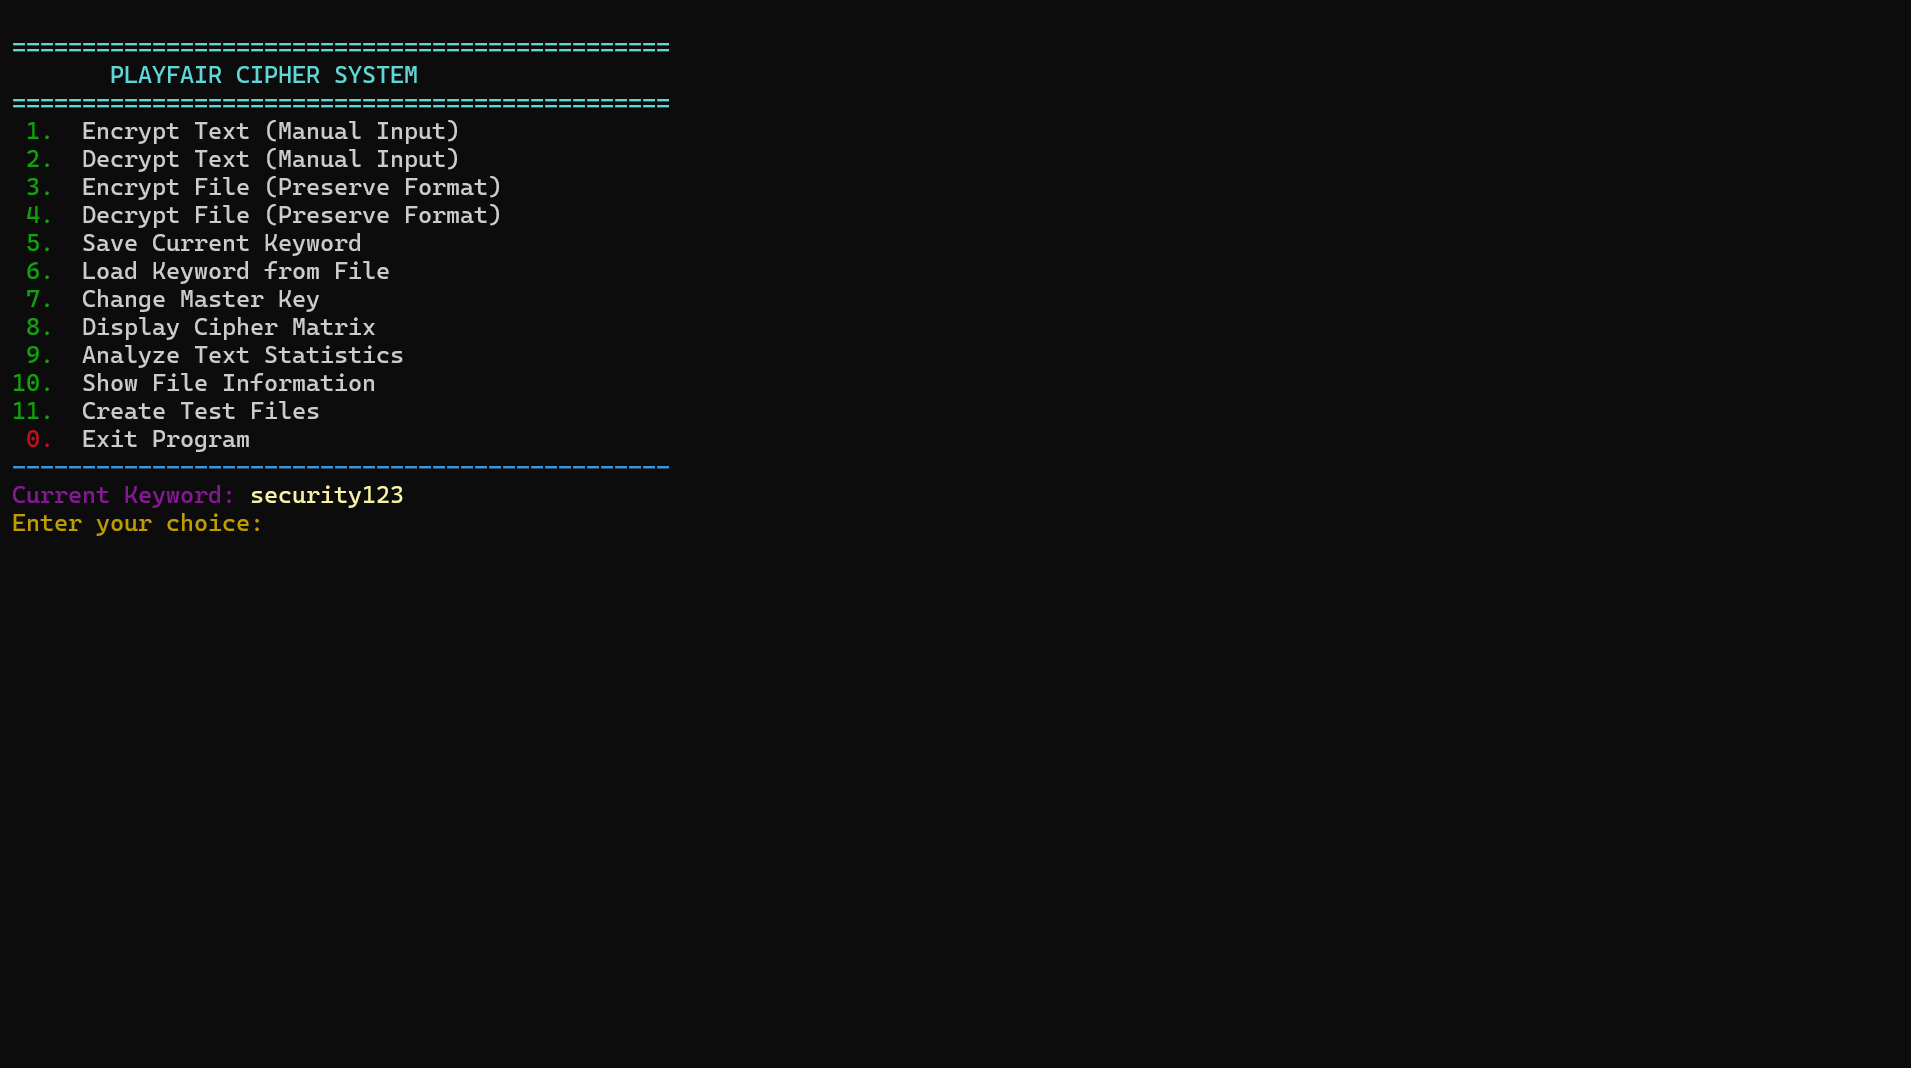 ===============================================
PLAYFAIR CIPHER SYSTEM
===============================================
1. Encrypt Text (Manual Input)
2. Decrypt Text (Manual Input)
3. Encrypt File (Preserve Format)
4. Decrypt File (Preserve Format)
5. Save Current Keyword
6. Load Keyword from File
7. Change Master Key
8. Display Cipher Matrix
9. Analyze Text Statistics
10. Show File Information
11. Create Test Files
0. Exit Program
-----------------------------------------------
Current Keyword: security123
Enter your choice: